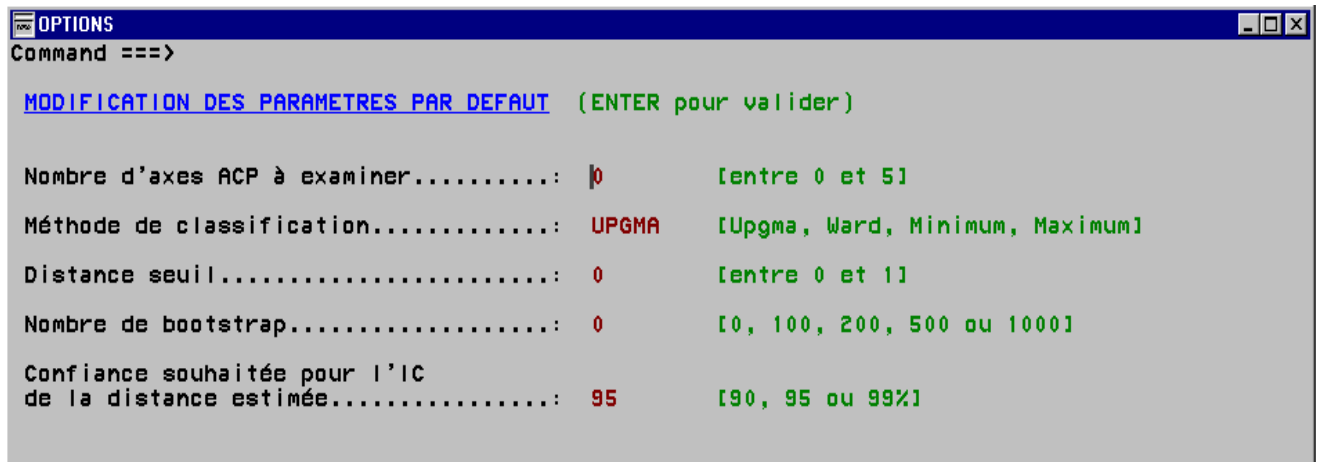 OPTIONS
Command ===>
MODIFICATION DES PARAMETRES PAR DEFAUT (ENTER pour valider)
Nombre d'axes ACP à examiner..........: 0 [entre 0 et 5]
Méthode de classification.............: UPGMA [Upgma, Ward, Minimum, Maximum]
Distance seuil........................: 0 [entre 0 et 1]
Nombre de bootstrap...................: 0 [0, 100, 200, 500 ou 1000]
Confiance souhaitée pour l'IC
de la distance estimée................: 95 [90, 95 ou 99%]